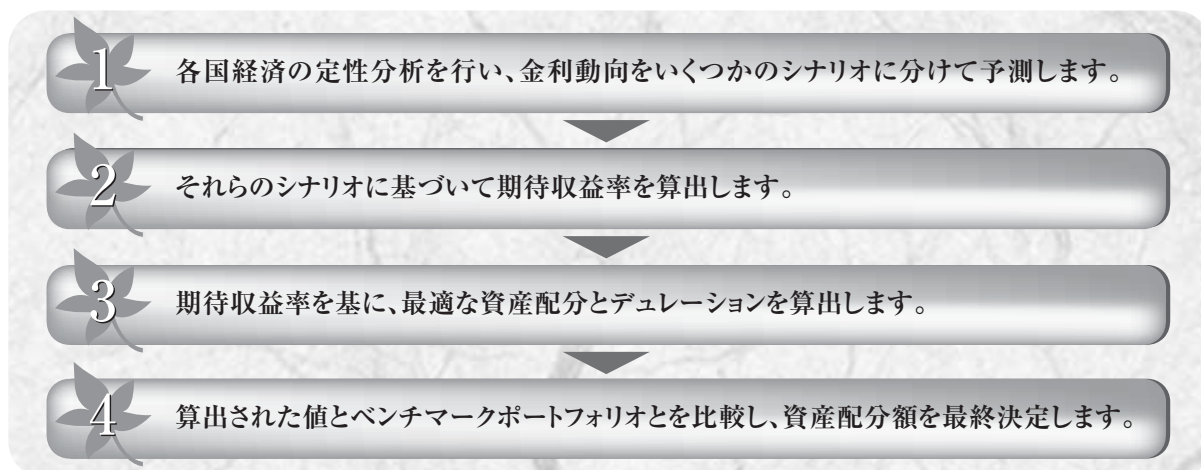 1 各国経済の定性分析を行い、金利動向をいくつかのシナリオに分けて予測します。
2 それらのシナリオに基づいて期待収益率を算出します。
3 期待収益率を基に、最適な資産配分とデュレーションを算出します。
4 算出された値とベンチマークポートフォリオとを比較し、資産配分額を最終決定します。